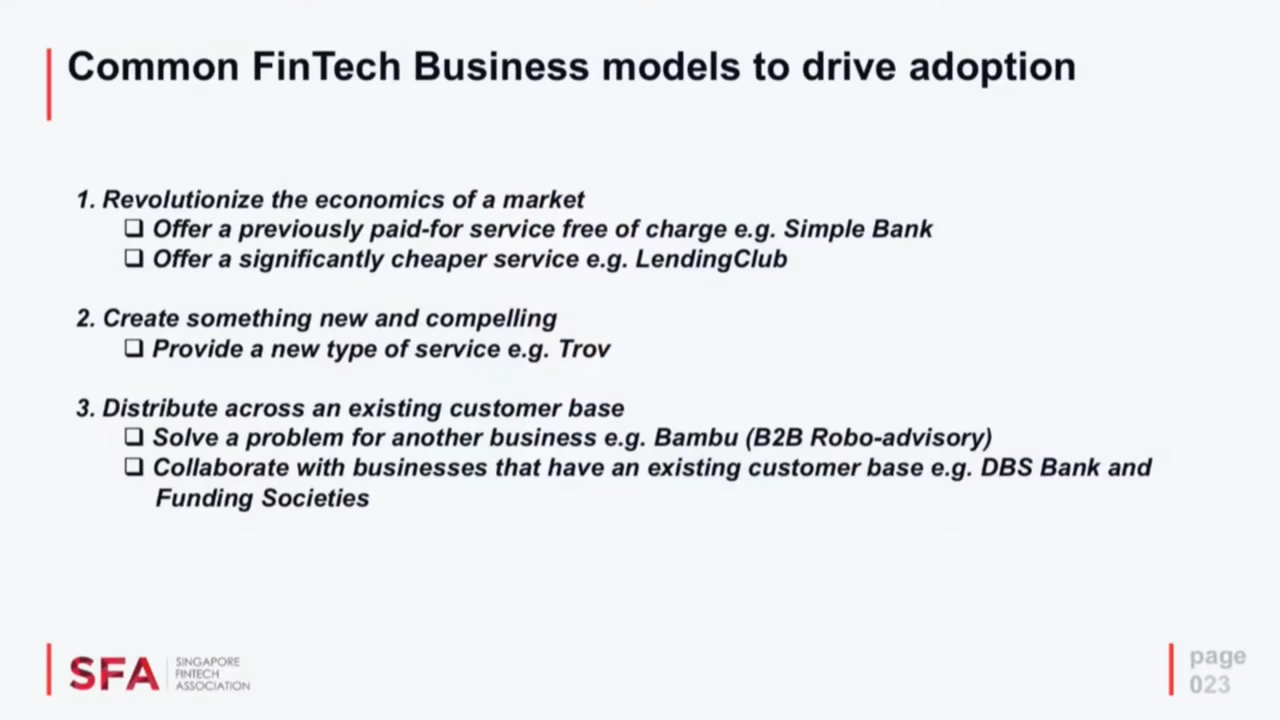 Common FinTech Business models to drive adoption
1. Revolutionize the economics of a market
❑ Offer a previously paid-for service free of charge e.g. Simple Bank
❑ Offer a significantly cheaper service e.g. LendingClub
2. Create something new and compelling
❑ Provide a new type of service e.g. Trov
3. Distribute across an existing customer base
❑ Solve a problem for another business e.g. Bambu (B2B Robo-advisory)
❑ Collaborate with businesses that have an existing customer base e.g. DBS Bank and
Funding Societies
SFA
SINGAPORE
FINTECH
ASSOCIATION
page
023